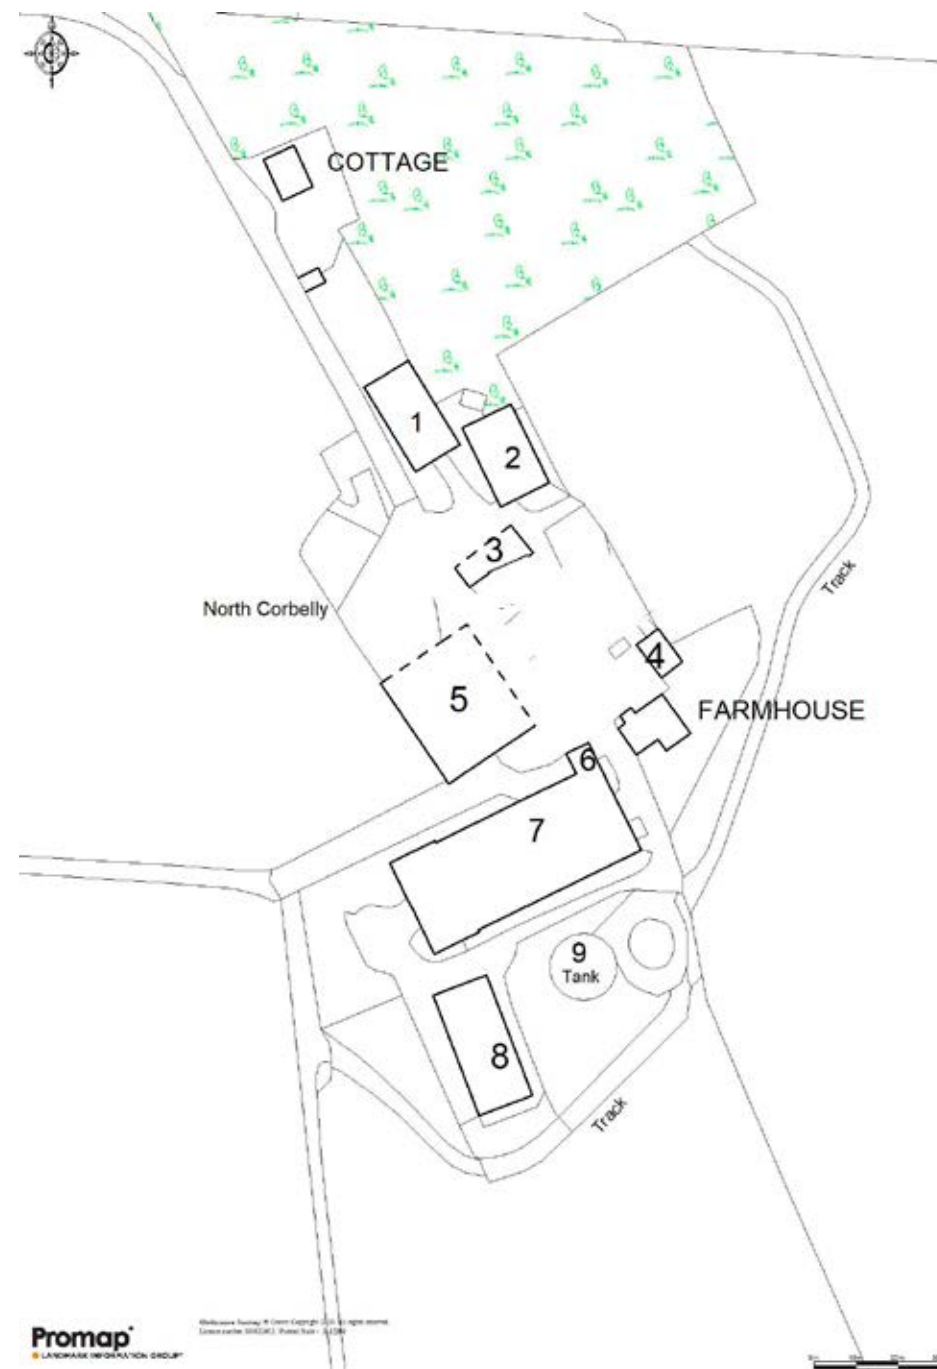 COTTAGE
1
2
3
North Corbelly
4
5
FARMHOUSE
Track
6
7
9
Tank
8
Track
Promap
LANDMARK INFORMATION GROUP